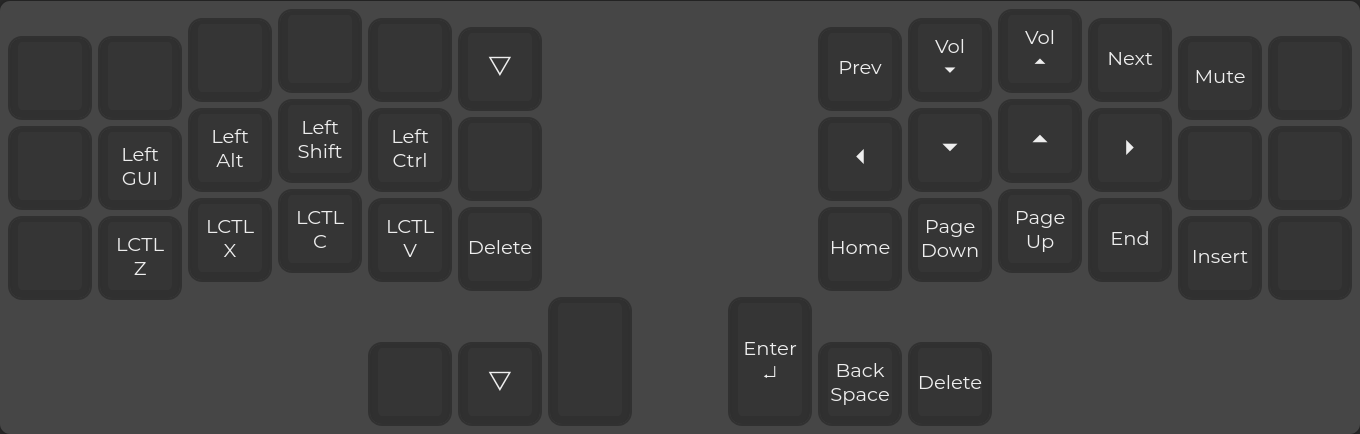 ▽
Prev
Vol
▾
Vol
▴
Next
Mute
Left
GUI
Left
Alt
Left
Shift
Left
Ctrl
◂
▾
▴
▸
LCTL
Z
LCTL
X
LCTL
C
LCTL
V
Delete
Home
Page
Down
Page
Up
End
Insert
▽
Enter
↵
Back
Space
Delete